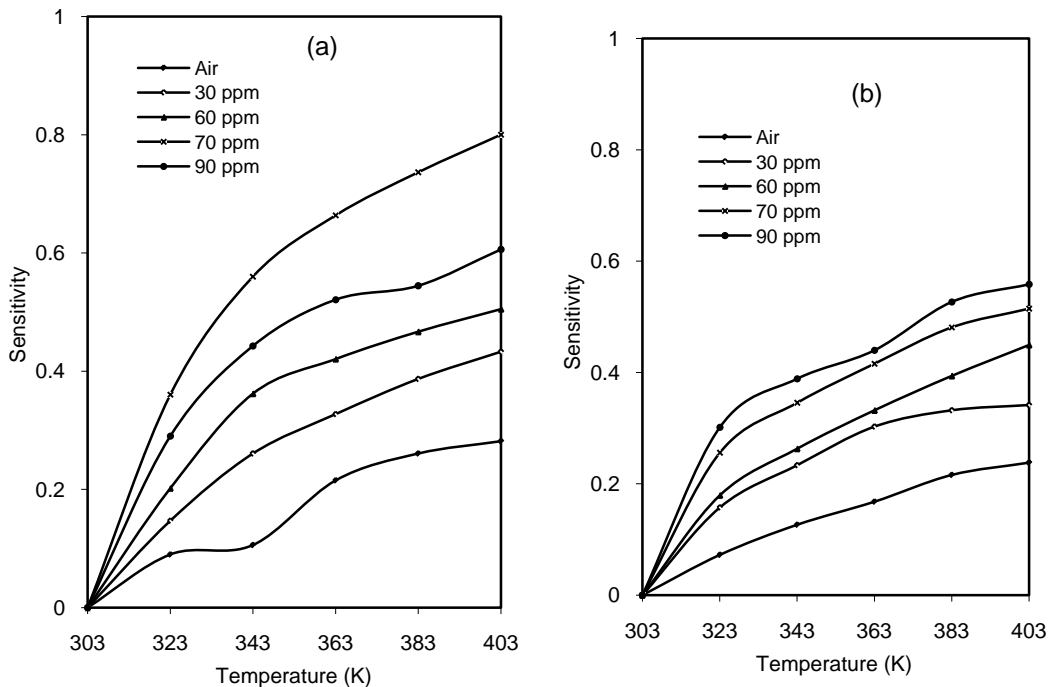 (a)
Air
30 ppm
60 ppm
70 ppm
90 ppm
1
0.8
0.6
0.4
0.2
0
Sensitivity
303 323 343 363 383 403
Temperature (K)
(b)
Air
30 ppm
60 ppm
70 ppm
90 ppm
1
0.8
0.6
0.4
0.2
0
Sensitivity
303 323 343 363 383 403
Temperature (K)